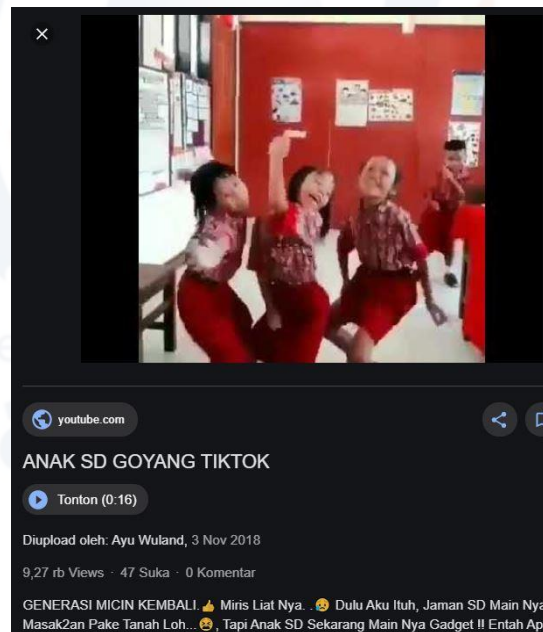 youtube.com
ANAK SD GOYANG TIKTOK
Tonton (0:16)
Diupload oleh: Ayu Wuland, 3 Nov 2018
9,27 rb Views · 47 Suka · 0 Komentar
GENERASI MICIN KEMBALI.👍 Miris Liat Nya. . 😥 Dulu Aku Ituh, Jaman SD Main Nya
Masak2an Pake Tanah Loh...😆, Tapi Anak SD Sekarang Main Nya Gadget !! Entah Ap